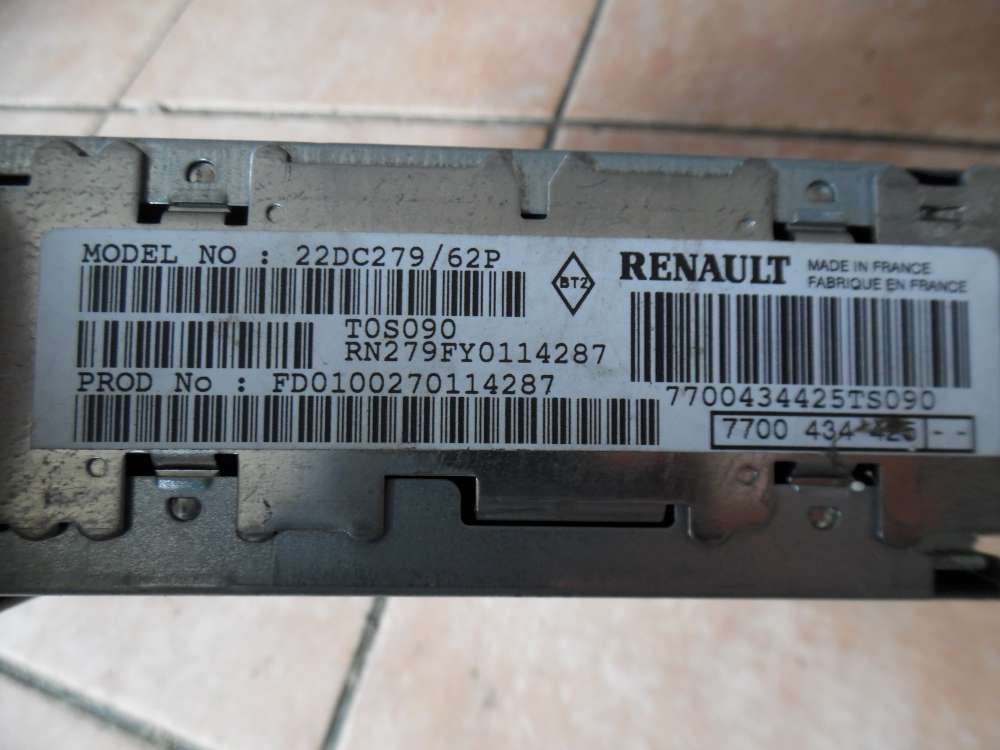 MODEL NO : 22DC279/62P
T0S090
RN279FY0114287
PROD No : FD0100270114287
BT2
RENAULT
MADE IN FRANCE
FABRIQUE EN FRANCE
7700434425TS090
7700 434 425 --